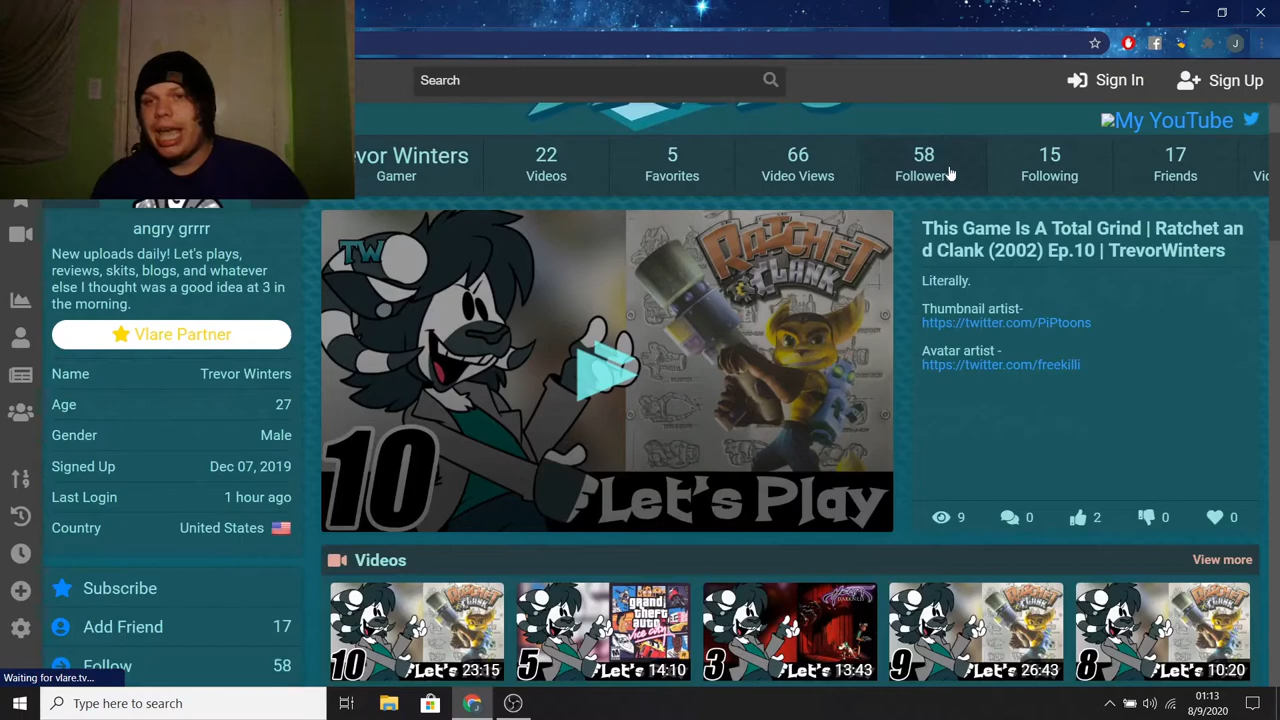 Search
Sign In
Sign Up
My YouTube
vor Winters
Gamer
22
Videos
5
Favorites
66
Video Views
58
Followers
15
Following
17
Friends
angry grrr
New uploads daily! Let's plays,
reviews, skits, blogs, and whatever
else I thought was a good idea at 3 in
the morning.
Vlare Partner
Name Trevor Winters
Age 27
Gender Male
Signed Up Dec 07, 2019
Last Login 1 hour ago
Country United States
Subscribe
Add Friend 17
Follow 58
TW
RATCHET
CLANK
10
Let's Play
This Game Is A Total Grind | Ratchet an
d Clank (2002) Ep.10 | TrevorWinters
Literally.
Thumbnail artist-
https://twitter.com/PiPtoons
Avatar artist -
https://twitter.com/freekilli
9 0 2 0 0
Videos
View more
10 Let's 23:15
5 Let's 14:10
3 Let's 13:43
9 Let's 26:43
8 Let's 10:20
Waiting for vlare.tv...
Type here to search
01:13
8/9/2020